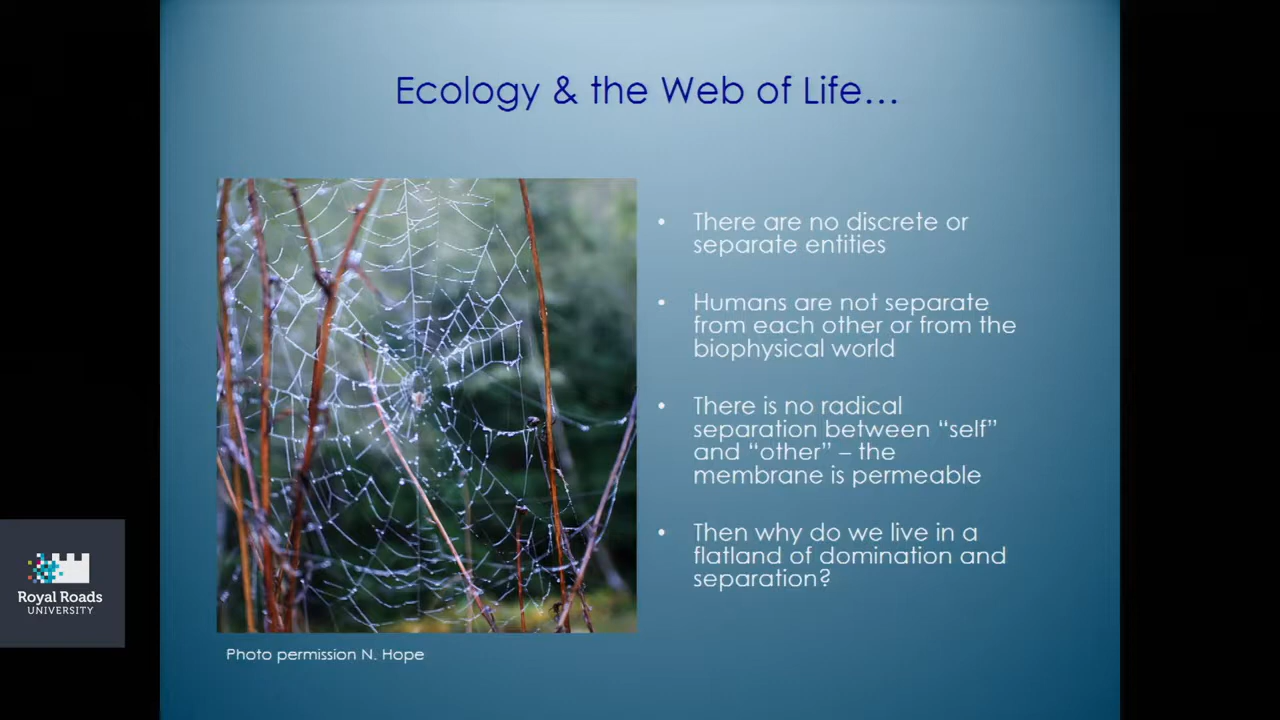 Ecology & the Web of Life...
• There are no discrete or
separate entities
• Humans are not separate
from each other or from the
biophysical world
• There is no radical
separation between “self”
and “other” – the
membrane is permeable
• Then why do we live in a
flatland of domination and
separation?
Photo permission N. Hope
Royal Roads
UNIVERSITY